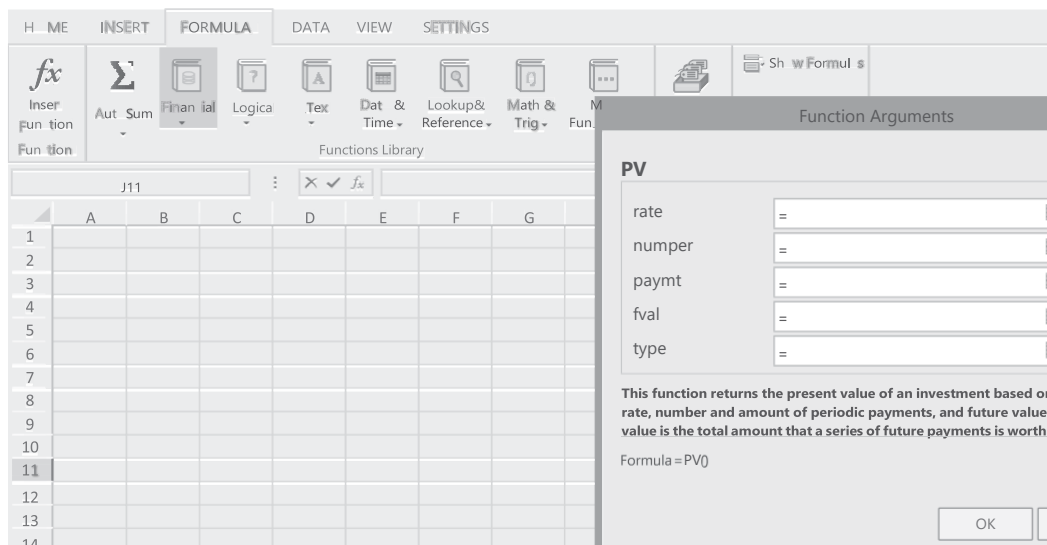 H ME INSERT FORMULA DATA VIEW SETTINGS
fx Σ ? A θ ... Sh w Formul s
Inser Aut Sum Finan ial Logica Tex Dat & Lookup& Math & M
Fun tion Time Reference Trig Fun
Fun tion Functions Library
Function Arguments
J11 fx
PV
A B C D E F G
rate =
1
numper =
2
3
paymt =
4
fval =
5
type =
6
7
8
This function returns the present value of an investment based
9
rate, number and amount of periodic payments, and future value
value is the total amount that a series of future payments is worth
10
Formula = PV()
11
12
13
OK
14